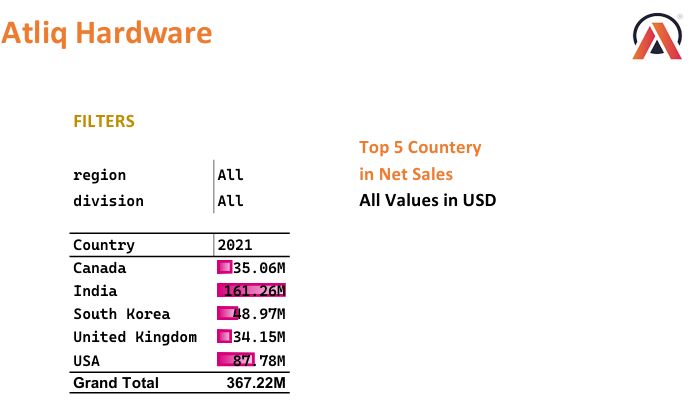 Atliq Hardware
FILTERS
Top 5 Countery
region All
in Net Sales
division All
All Values in USD
Country 2021
Canada 35.06M
India 161.26M
South Korea 48.97M
United Kingdom 34.15M
USA 87.78M
Grand Total 367.22M